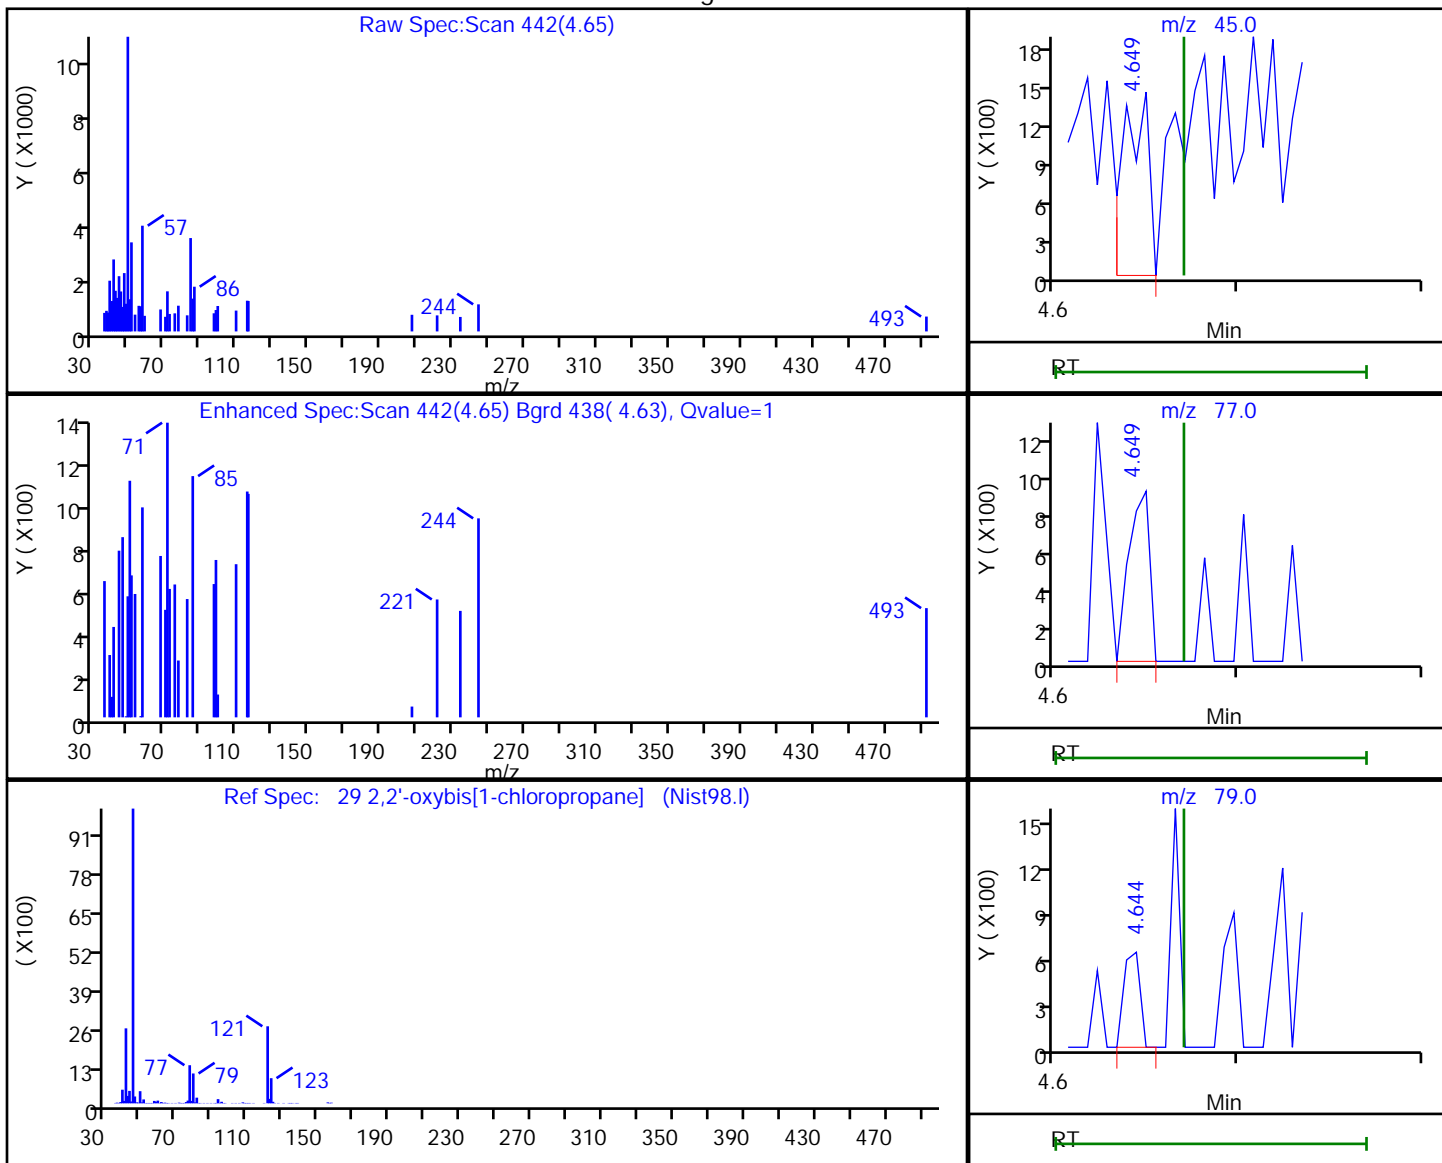 Raw Spec:Scan 442(4.65)
Y ( X1000)
10
8
6
4
2
0
57
86
244
493
30 70 110 150 190 230 270 310 350 390 430 470
m/z
m/z 45.0
Y ( X100)
18
15
12
9
6
3
0
4.649
4.6
Min
RT
Enhanced Spec:Scan 442(4.65) Bgrd 438( 4.63), Qvalue=1
Y ( X100)
14
12
10
8
6
4
2
0
71
85
244
221
493
30 70 110 150 190 230 270 310 350 390 430 470
m/z
m/z 77.0
Y ( X100)
12
10
8
6
4
2
0
4.649
4.6
Min
RT
Ref Spec: 29 2,2'-oxybis[1-chloropropane] (Nist98.l)
( X100)
91
78
65
52
39
26
13
0
121
77
79
123
30 70 110 150 190 230 270 310 350 390 430 470
m/z 79.0
Y ( X100)
15
12
9
6
3
0
4.644
4.6
Min
RT